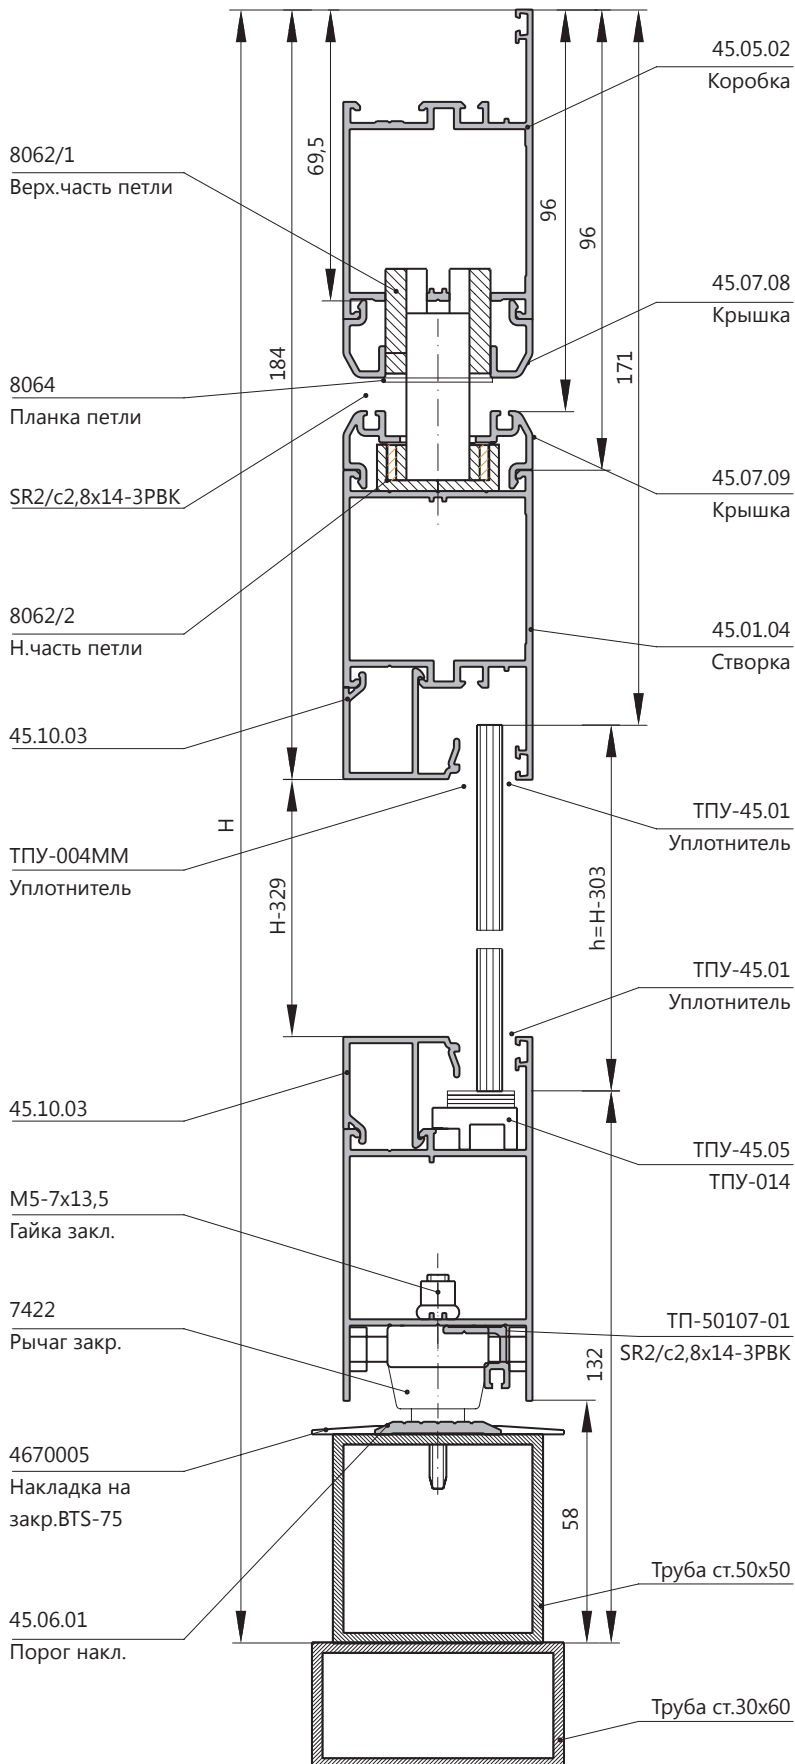 45.05.02
Коробка
8062/1
Верх.часть петли
69,5
96
96
45.07.08
Крышка
184
171
8064
Планка петли
SR2/c2,8x14-3PBK
45.07.09
Крышка
8062/2
Н.часть петли
45.01.04
Створка
45.10.03
H
ТПУ-45.01
Уплотнитель
ТПУ-004ММ
Уплотнитель
H-329
h=H-303
ТПУ-45.01
Уплотнитель
45.10.03
ТПУ-45.05
ТПУ-014
М5-7х13,5
Гайка закл.
7422
Рычаг закр.
ТП-50107-01
SR2/c2,8x14-3PBK
132
4670005
Накладка на
закр.BTS-75
58
Труба ст.50х50
45.06.01
Порог накл.
Труба ст.30х60